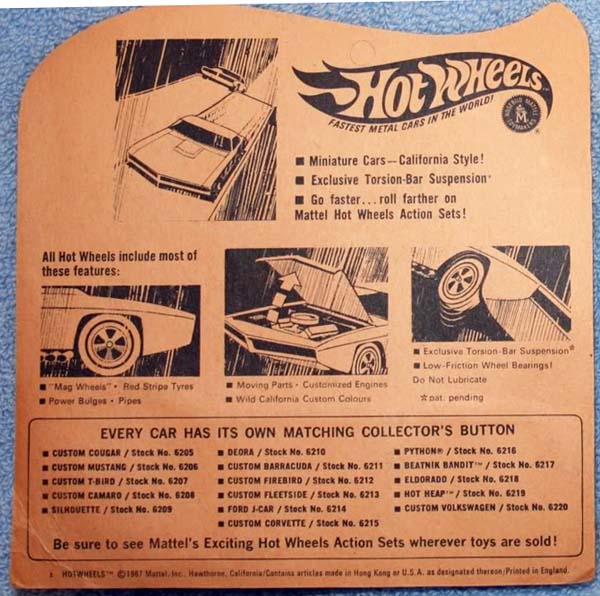 Hot Wheels
FASTEST METAL CARS IN THE WORLD!
■ Miniature Cars—California Style!
■ Exclusive Torsion-Bar Suspension*
■ Go faster...roll farther on
Mattel Hot Wheels Action Sets!
All Hot Wheels include most of
these features:
■ "Mag Wheels" • Red Stripe Tyres
■ Power Bulges • Pipes
■ Moving Parts • Customized Engines
■ Wild California Custom Colours
■ Exclusive Torsion-Bar Suspension*
■ Low-Friction Wheel Bearings!
Do Not Lubricate
* pat. pending
EVERY CAR HAS ITS OWN MATCHING COLLECTOR'S BUTTON
■ CUSTOM COUGAR / Stock No. 6205
■ CUSTOM MUSTANG / Stock No. 6206
■ CUSTOM T-BIRD / Stock No. 6207
■ CUSTOM CAMARO / Stock No. 6208
■ SILHOUETTE / Stock No. 6209
■ DEORA / Stock No. 6210
■ CUSTOM BARRACUDA / Stock No. 6211
■ CUSTOM FIREBIRD / Stock No. 6212
■ CUSTOM FLEETSIDE / Stock No. 6213
■ FORD J-CAR / Stock No. 6214
■ CUSTOM CORVETTE / Stock No. 6215
■ PYTHON® / Stock No. 6216
■ BEATNIK BANDIT™ / Stock No. 6217
■ ELDORADO / Stock No. 6218
■ HOT HEAP™ / Stock No. 6219
■ CUSTOM VOLKSWAGEN / Stock No. 6220
Be sure to see Mattel's Exciting Hot Wheels Action Sets wherever toys are sold!
HOTWHEELS™ ©1967 Mattel, Inc., Hawthorne, California/Contains articles made in Hong Kong or U.S.A. as designated thereon/Printed in England.